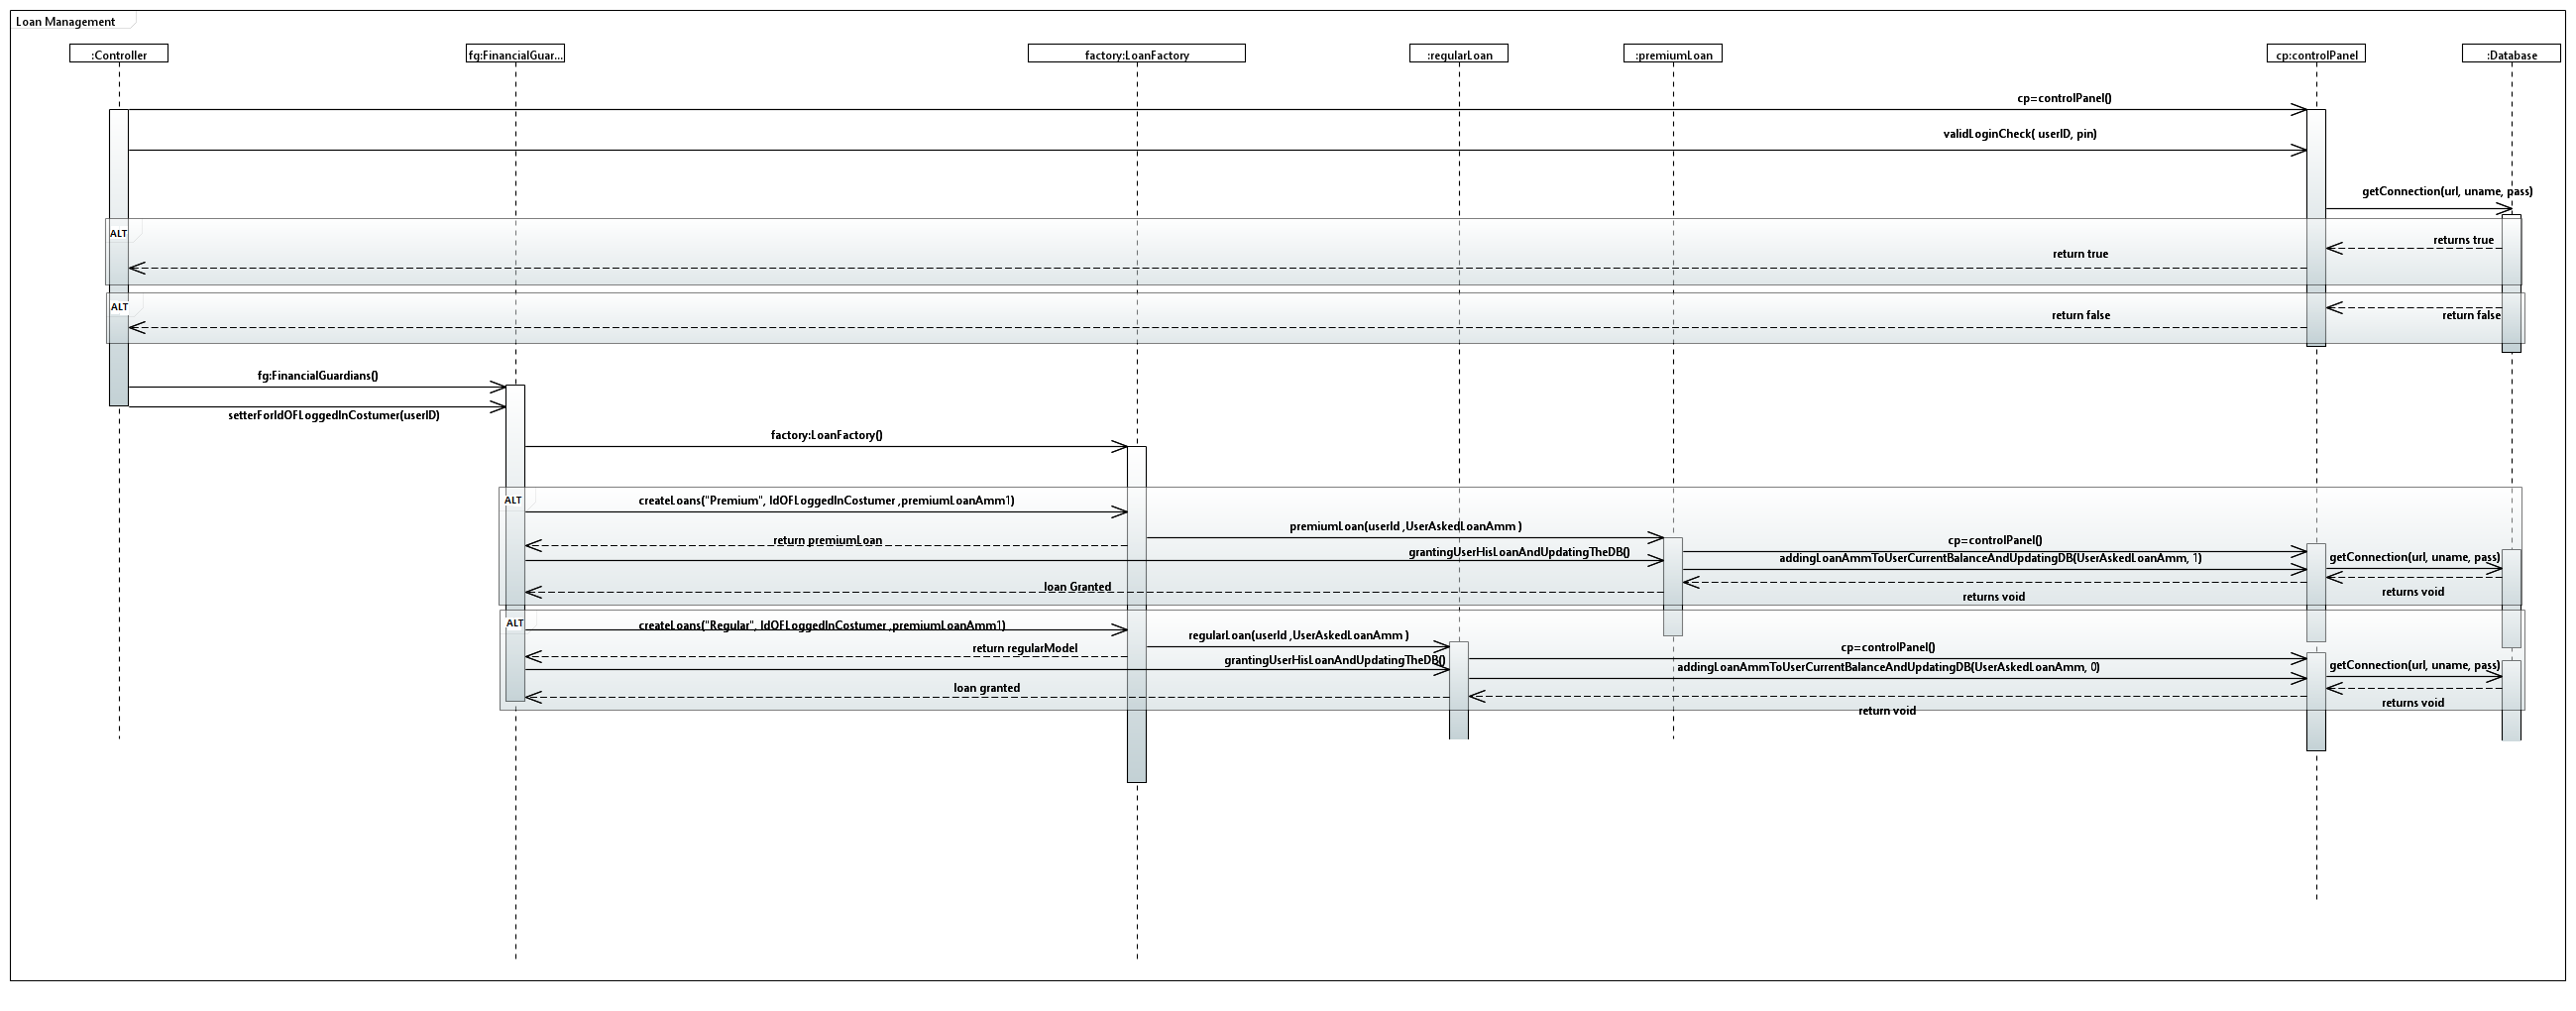 Loan Management
:Controller
fg:FinancialGuar...
factory:LoanFactory
:regularLoan
:premiumLoan
cp:controlPanel
:Database
cp=controlPanel()
validLoginCheck( userID, pin)
getConnection(url, uname, pass)
ALT
returns true
return true
ALT
return false
return false
fg:FinancialGuardians()
setterForIdOFLoggedInCostumer(userID)
factory:LoanFactory()
ALT
createLoans("Premium", IdOFLoggedInCostumer ,premiumLoanAmm1)
premiumLoan(userId ,UserAskedLoanAmm )
return premiumLoan
cp=controlPanel()
grantingUserHisLoanAndUpdatingTheDB()
addingLoanAmmToUserCurrentBalanceAndUpdatingDB(UserAskedLoanAmm, 1)
getConnection(url, uname, pass)
loan Granted
returns void
returns void
ALT
createLoans("Regular", IdOFLoggedInCostumer ,premiumLoanAmm1)
regularLoan(userId ,UserAskedLoanAmm )
return regularModel
cp=controlPanel()
grantingUserHisLoanAndUpdatingTheDB()
addingLoanAmmToUserCurrentBalanceAndUpdatingDB(UserAskedLoanAmm, 0)
getConnection(url, uname, pass)
loan granted
returns void
return void